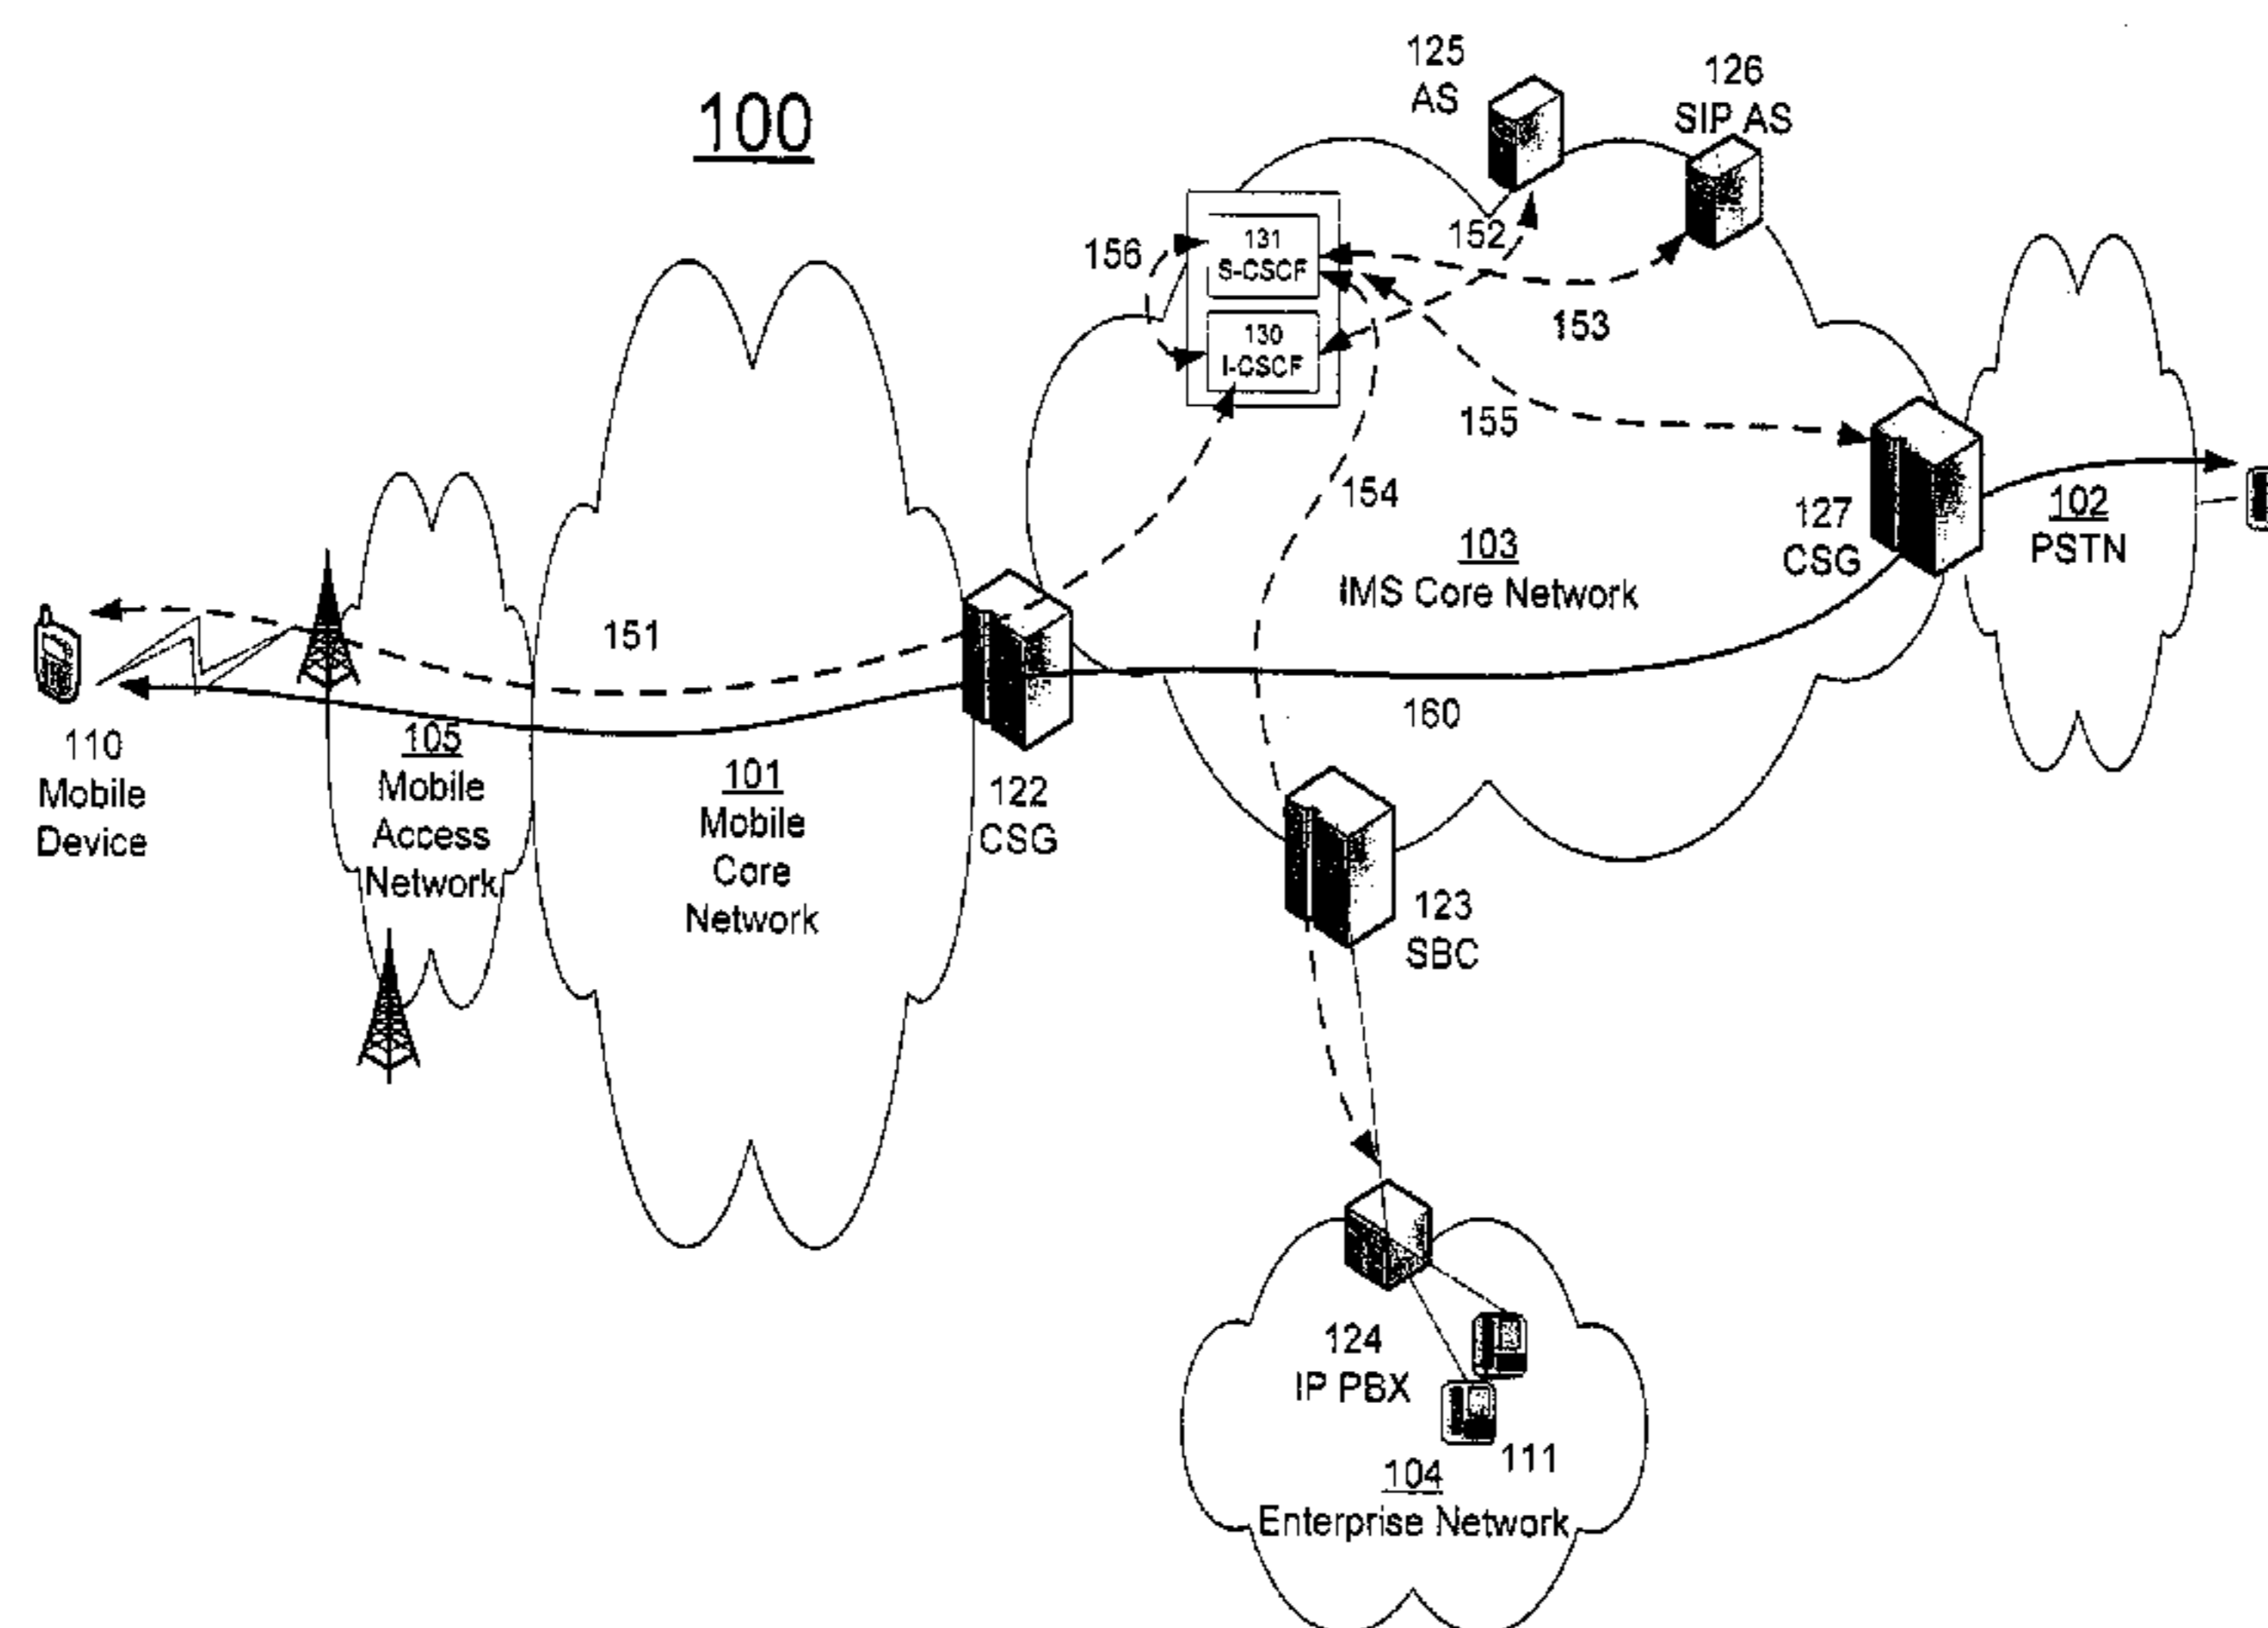 100
125
AS
126
SIP AS
156
131
S-CSCF
152
153
130
I-CSCF
155
154
127
CSG
102
PSTN
103
IMS Core Network
151
160
110
Mobile
Device
105
Mobile
Access
Network
101
Mobile
Core
Network
122
CSG
123
SBC
124
IP PBX
111
104
Enterprise Network